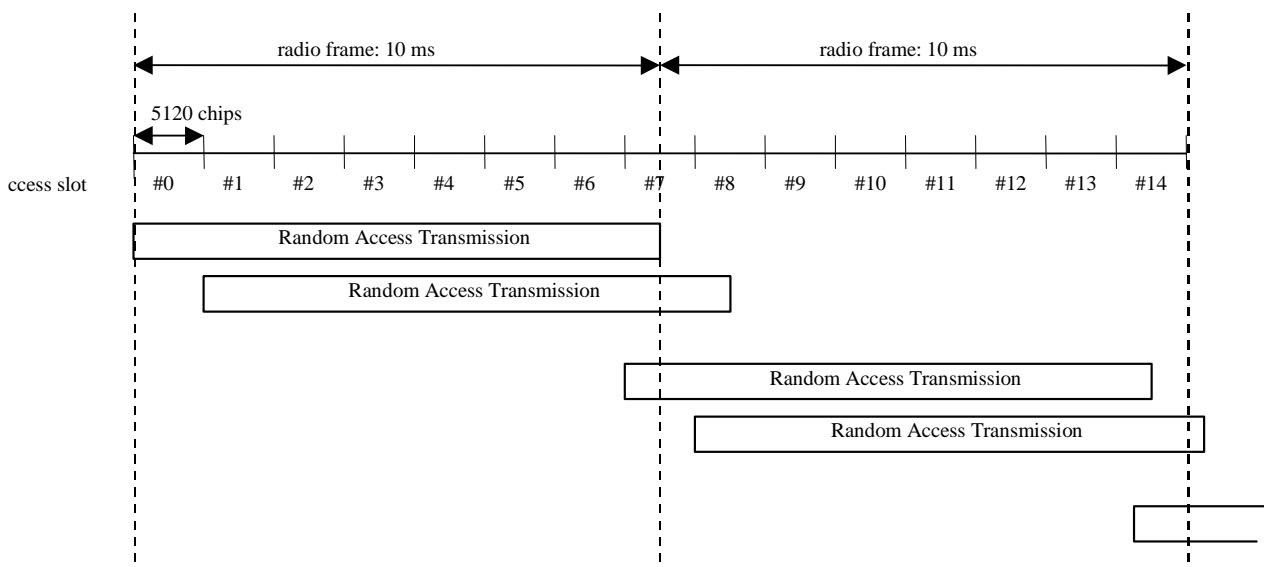 radio frame: 10 ms radio frame: 10 ms
5120 chips
ccess slot #0 #1 #2 #3 #4 #5 #6 #7 #8 #9 #10 #11 #12 #13 #14
Random Access Transmission
Random Access Transmission
Random Access Transmission
Random Access Transmission